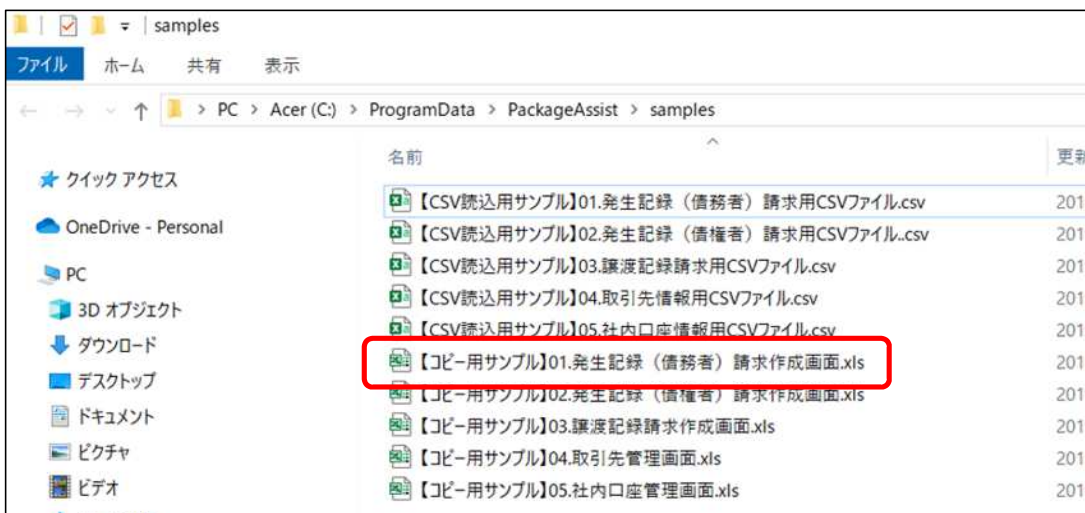 samples
ファイル ホーム 共有 表示
> PC > Acer (C:) > ProgramData > PackageAssist > samples
名前 更新
クイック アクセス
OneDrive - Personal
PC
3D オブジェクト
ダウンロード
デスクトップ
ドキュメント
ピクチャ
ビデオ
【CSV読込用サンプル】01.発生記録（債務者）請求用CSVファイル.csv 201
【CSV読込用サンプル】02.発生記録（債権者）請求用CSVファイル..csv 201
【CSV読込用サンプル】03.譲渡記録請求用CSVファイル.csv 201
【CSV読込用サンプル】04.取引先情報用CSVファイル.csv 201
【CSV読込用サンプル】05.社内口座情報用CSVファイル.csv 201
【コピー用サンプル】01.発生記録（債務者）請求作成画面.xls 201
【コピー用サンプル】02.発生記録（債権者）請求作成画面.xls 201
【コピー用サンプル】03.譲渡記録請求作成画面.xls 201
【コピー用サンプル】04.取引先管理画面.xls 201
【コピー用サンプル】05.社内口座管理画面.xls 201